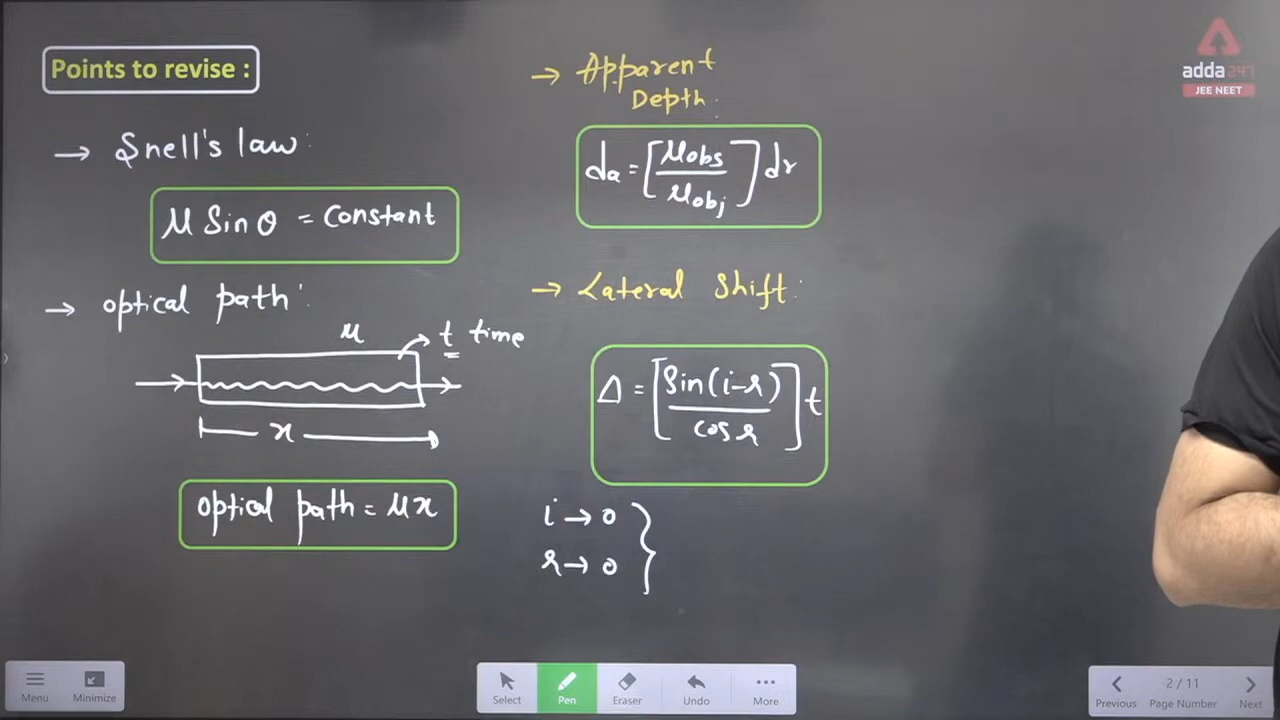 Points to revise :
→ Snell's law:
μ Sin θ = Constant
→ optical path:
μ
t time
x
optical path = μx
→ Apparent
Depth:
da = [μobs / μobj] dr
→ Lateral Shift:
Δ = [Sin(i-r) / cos r] t
i → 0
r → 0 }
adda247
JEE NEET
Menu
Minimize
Select
Pen
Eraser
Undo
More
Previous
2 / 11
Page Number
Next